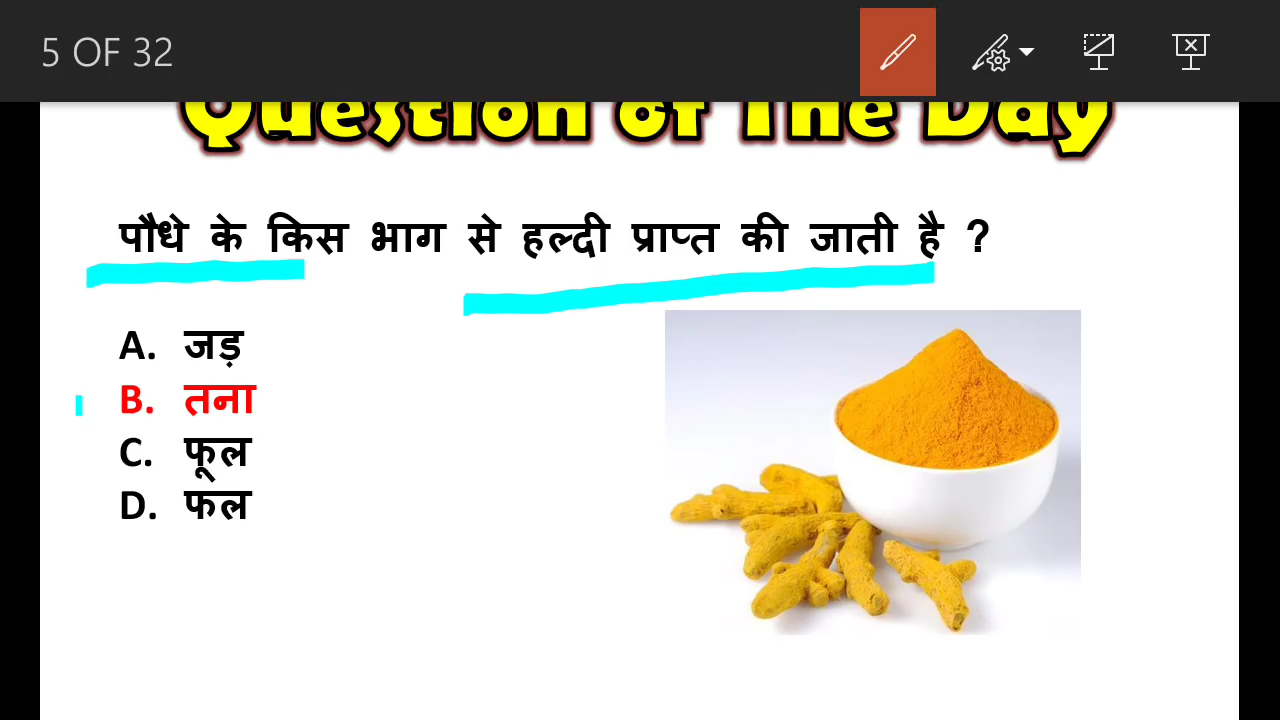 5 OF 32
Question of The Day
पौधे के किस भाग से हल्दी प्राप्त की जाती है ?
A. जड़
B. तना
C. फूल
D. फल